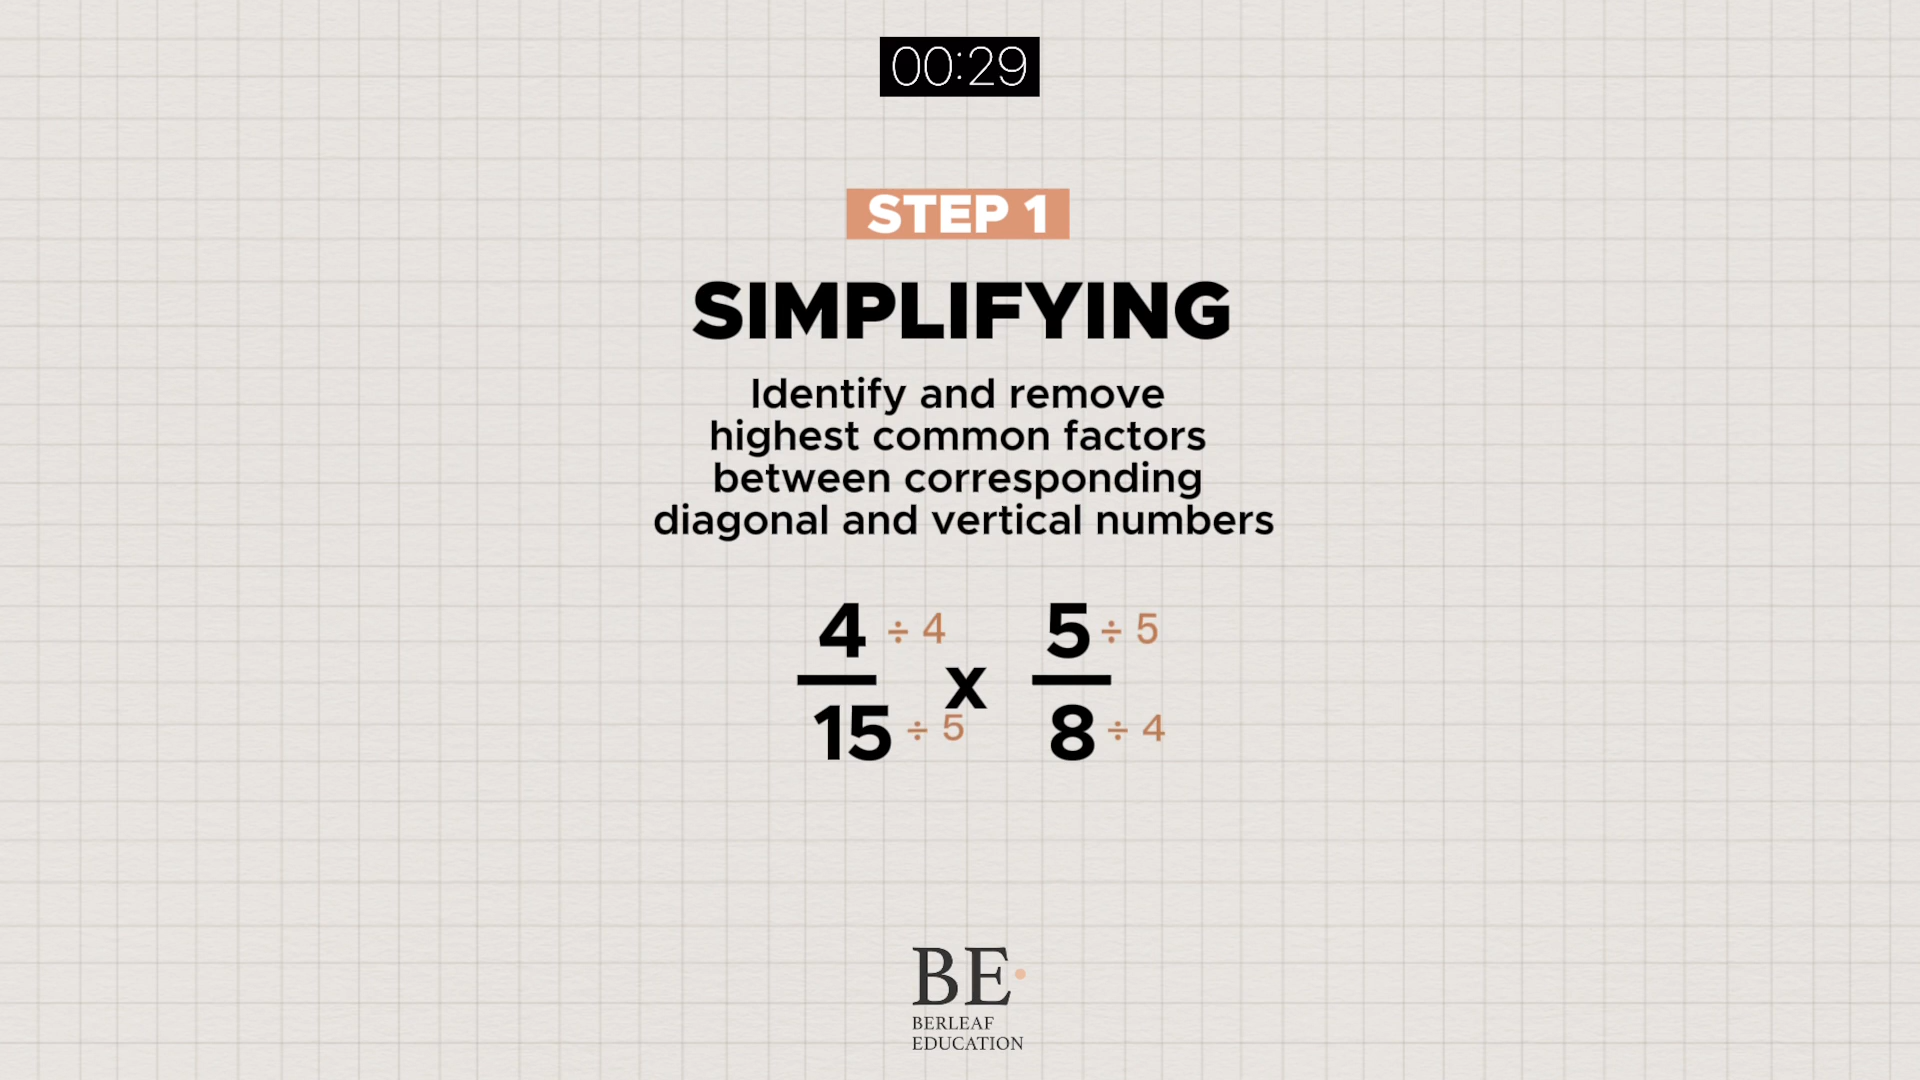 00:29
STEP 1
SIMPLIFYING
Identify and remove
highest common factors
between corresponding
diagonal and vertical numbers
4 ÷ 4 x 5 ÷ 5
15 ÷ 5 8 ÷ 4
BE
BERLEAF
EDUCATION